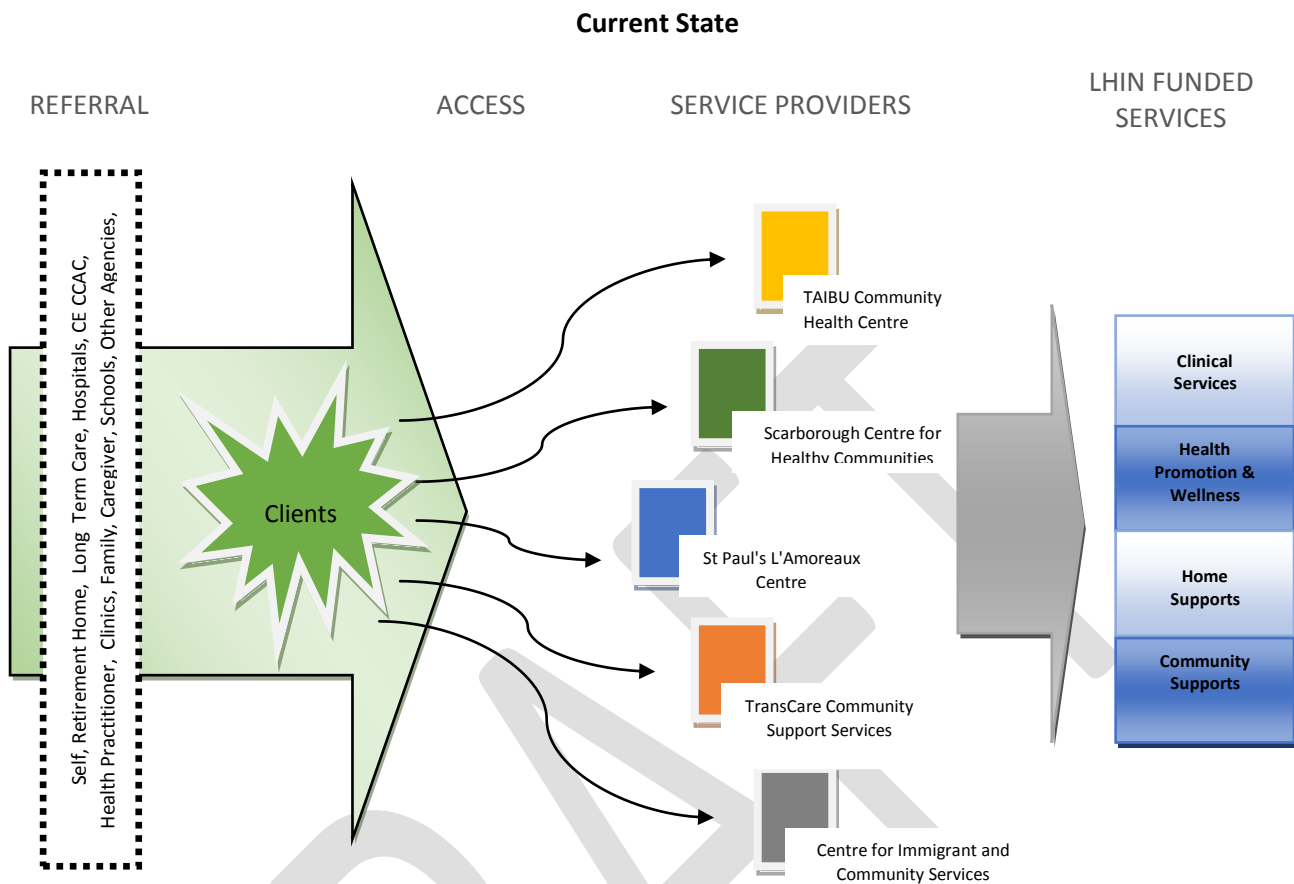 Current State
REFERRAL
ACCESS
SERVICE PROVIDERS
LHIN FUNDED
SERVICES
Self, Retirement Home, Long Term Care, Hospitals, CE CCAC,
Health Practitioner, Clinics, Family, Caregiver, Schools, Other Agencies,
Clients
TAIBU Community
Health Centre
Scarborough Centre for
Healthy Communities
St Paul's L'Amoreaux
Centre
TransCare Community
Support Services
Centre for Immigrant and
Community Services
Clinical
Services
Health
Promotion &
Wellness
Home
Supports
Community
Supports